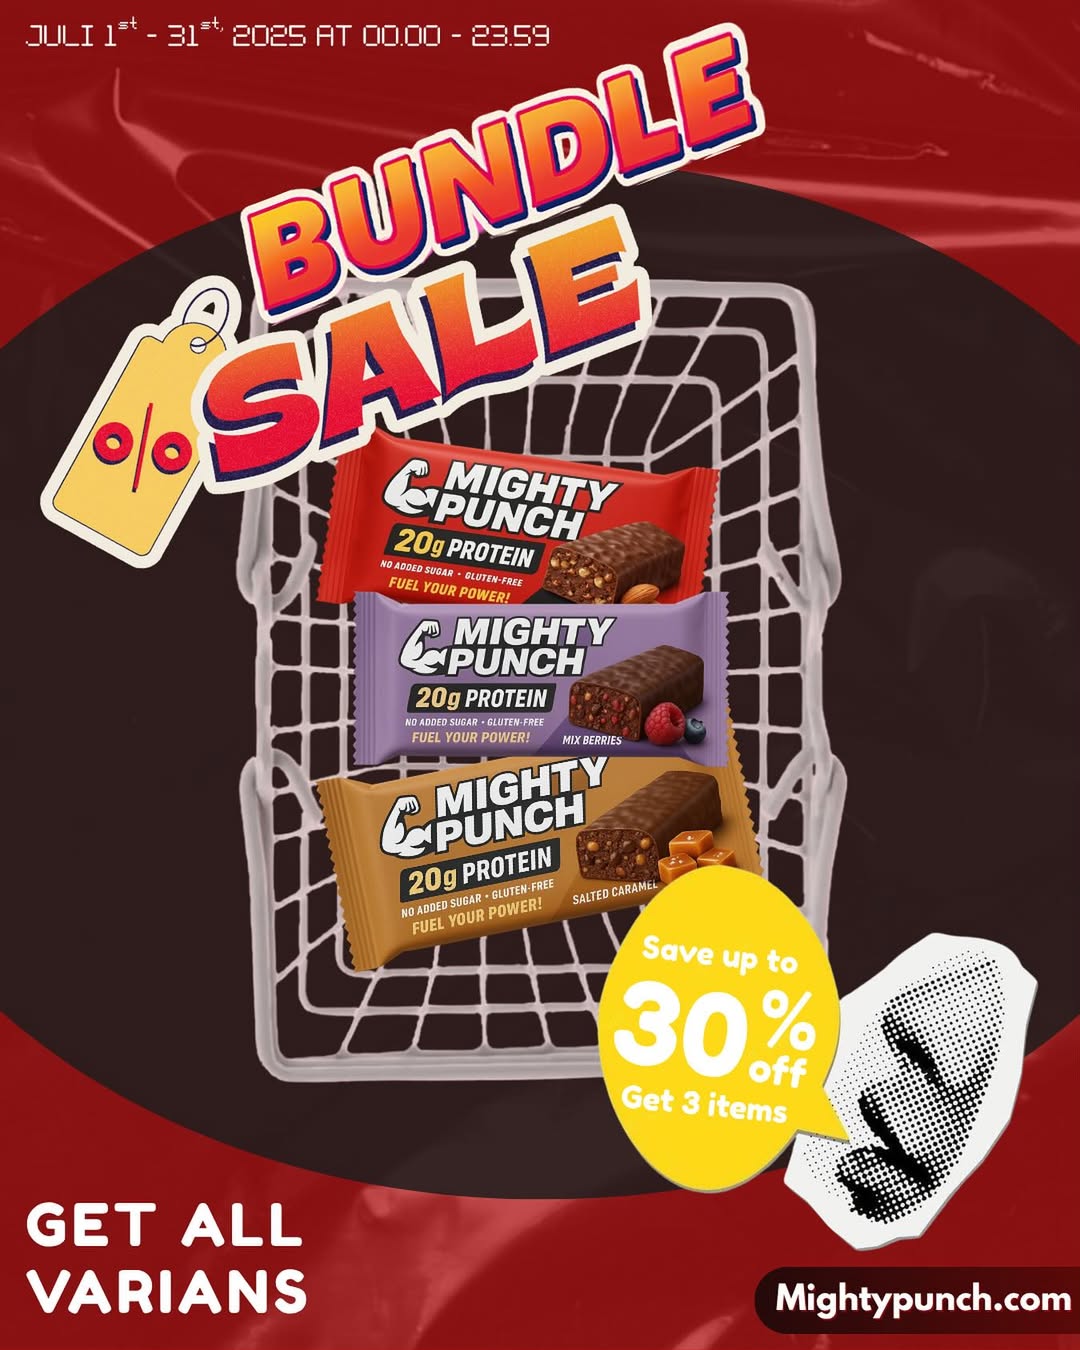 JULI 1st - 31st, 2025 AT 00.00 - 23.59
BUNDLE
SALE
%
MIGHTY
PUNCH
20g PROTEIN
NO ADDED SUGAR • GLUTEN-FREE
FUEL YOUR POWER!
MIGHTY
PUNCH
20g PROTEIN
NO ADDED SUGAR • GLUTEN-FREE
FUEL YOUR POWER!
MIX BERRIES
MIGHTY
PUNCH
20g PROTEIN
NO ADDED SUGAR • GLUTEN-FREE
FUEL YOUR POWER!
SALTED CARAMEL
Save up to
30%
off
Get 3 items
GET ALL
VARIANS
Mightypunch.com